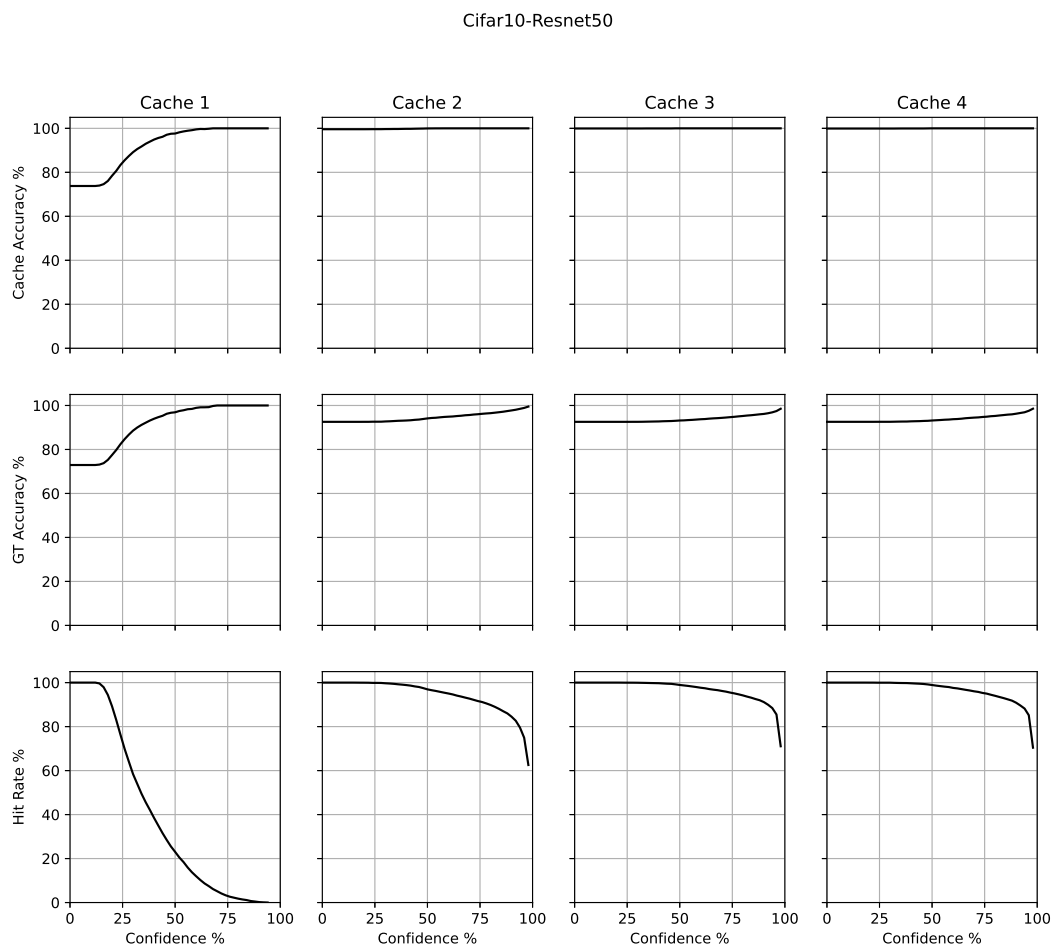 Cifar10-Resnet50
Cache 1
Cache 2
Cache 3
Cache 4
Cache Accuracy %
100
80
60
40
20
0
GT Accuracy %
100
80
60
40
20
0
Hit Rate %
100
80
60
40
20
0
0 25 50 75 100
0 25 50 75 100
0 25 50 75 100
0 25 50 75 100
Confidence %
Confidence %
Confidence %
Confidence %